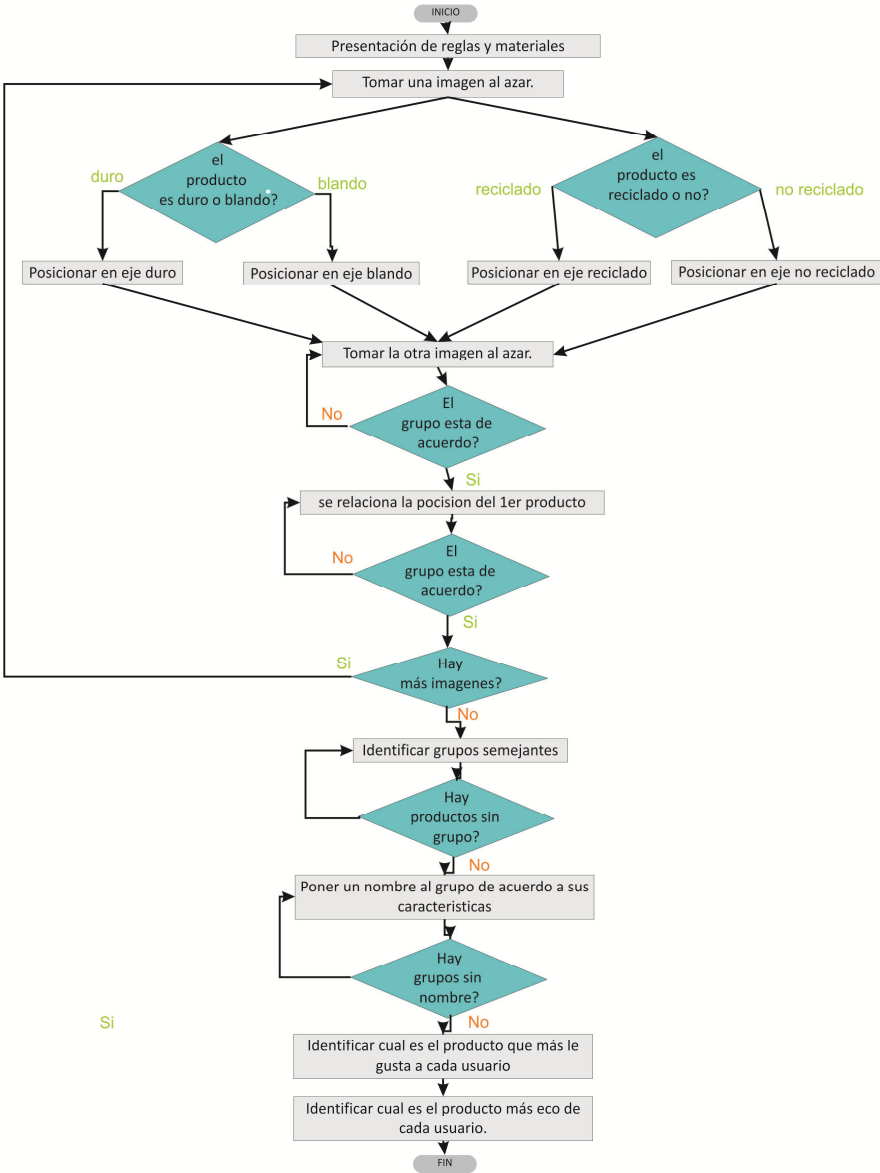 INICIO
Presentación de reglas y materiales
Tomar una imagen al azar.
el
producto
es duro o blando?
duro
blando
el
producto es
reciclado o no?
reciclado
no reciclado
Posicionar en eje duro
Posicionar en eje blando
Posicionar en eje reciclado
Posicionar en eje no reciclado
Tomar la otra imagen al azar.
El
grupo esta de
acuerdo?
No
Si
se relaciona la pocision del 1er producto
El
grupo esta de
acuerdo?
No
Si
Hay
más imagenes?
Si
No
Identificar grupos semejantes
Hay
productos sin
grupo?
No
Poner un nombre al grupo de acuerdo a sus
caracteristicas
Hay
grupos sin
nombre?
Si
No
Identificar cual es el producto que más le
gusta a cada usuario
Identificar cual es el producto más eco de
cada usuario.
FIN